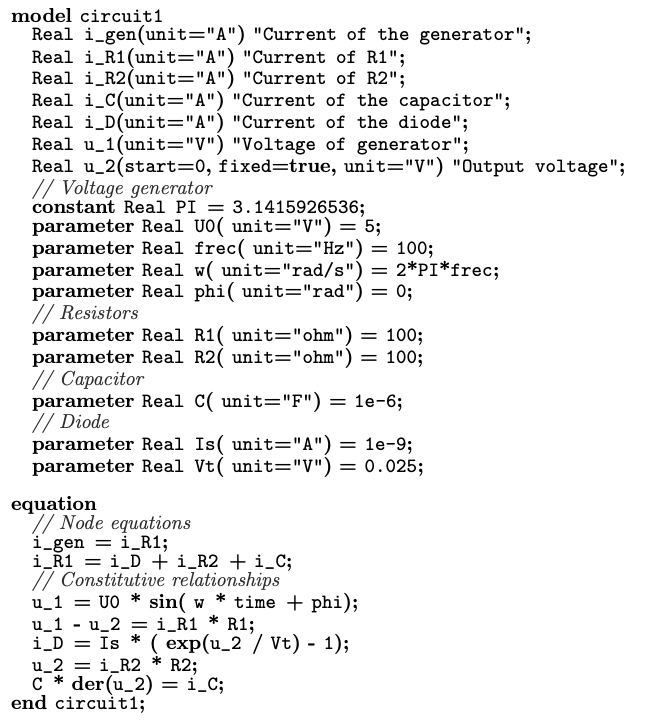 model circuit1
Real i_gen(unit="A") "Current of the generator";
Real i_R1(unit="A") "Current of R1";
Real i_R2(unit="A") "Current of R2";
Real i_C(unit="A") "Current of the capacitor";
Real i_D(unit="A") "Current of the diode";
Real u_1(unit="V") "Voltage of generator";
Real u_2(start=0, fixed=true, unit="V") "Output voltage";
// Voltage generator
constant Real PI = 3.1415926536;
parameter Real U0( unit="V") = 5;
parameter Real frec( unit="Hz") = 100;
parameter Real w( unit="rad/s") = 2*PI*frec;
parameter Real phi( unit="rad") = 0;
// Resistors
parameter Real R1( unit="ohm") = 100;
parameter Real R2( unit="ohm") = 100;
// Capacitor
parameter Real C( unit="F") = 1e-6;
// Diode
parameter Real Is( unit="A") = 1e-9;
parameter Real Vt( unit="V") = 0.025;
equation
// Node equations
i_gen = i_R1;
i_R1 = i_D + i_R2 + i_C;
// Constitutive relationships
u_1 = U0 * sin( w * time + phi);
u_1 - u_2 = i_R1 * R1;
i_D = Is * ( exp(u_2 / Vt) - 1);
u_2 = i_R2 * R2;
C * der(u_2) = i_C;
end circuit1;